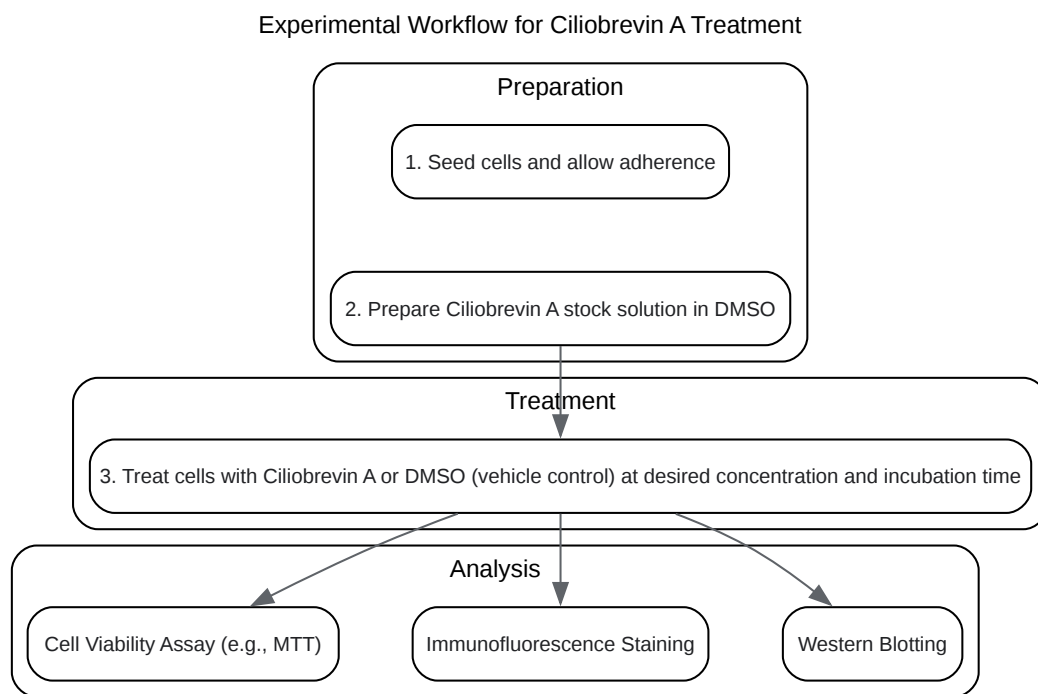 Experimental Workflow for Ciliobrevin A Treatment
Preparation
1. Seed cells and allow adherence
2. Prepare Ciliobrevin A stock solution in DMSO
Treatment
3. Treat cells with Ciliobrevin A or DMSO (vehicle control) at desired concentration and incubation time
Analysis
Cell Viability Assay (e.g., MTT)
Immunofluorescence Staining
Western Blotting